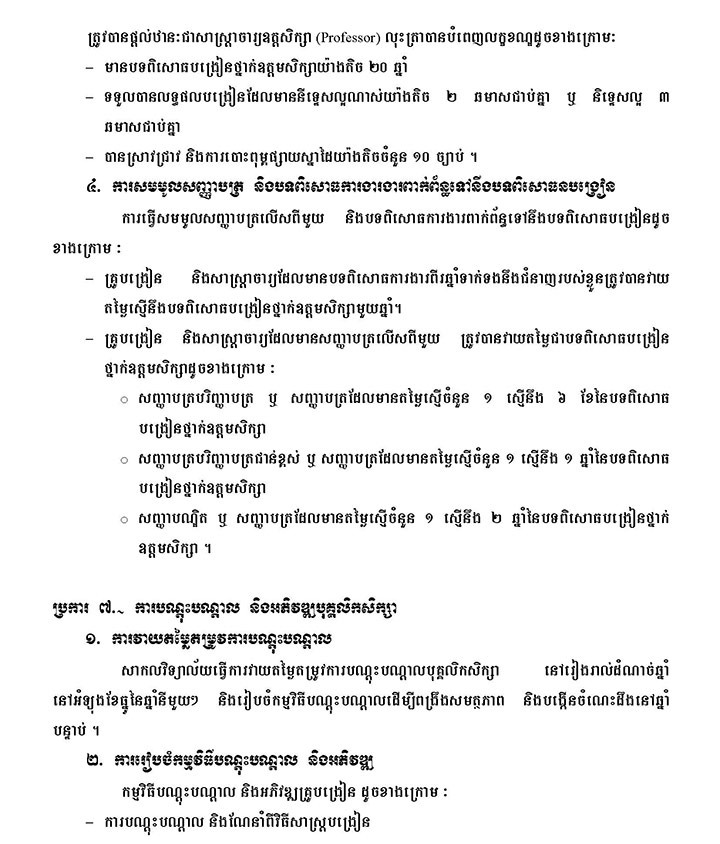 ត្រូវបានផ្តល់ឋានៈជាសាស្ត្រាចារ្យឧត្តសិក្សា (Professor) លុះត្រាបានបំពេញលក្ខខណ្ឌដូចខាងក្រោម:
– មានបទពិសោធបង្រៀនថ្នាក់ឧត្តមសិក្សាយ៉ាងតិច ២០ ឆ្នាំ
– ទទួលបានលទ្ធផលបង្រៀនដែលមាននីទ្ទេសល្អណាស់យ៉ាងតិច ២ ឆមាសជាប់គ្នា ឬ និទ្ទេសល្អ ៣
ឆមាសជាប់គ្នា
– បានស្រាវជ្រាវ និងការបោះពុម្ពផ្សាយស្នាដៃយ៉ាងតិចចំនួន ១០ ច្បាប់ ។
៤. ការសមមូលសញ្ញាបត្រ និងបទពិសោធការងារងារពាក់ព័ន្ធទៅនឹងបទពិសោធនបង្រៀន
ការធ្វើសមមូលសញ្ញាបត្រលើសពីមួយ និងបទពិសោធការងារពាក់ព័ន្ធទៅនឹងបទពិសោធបង្រៀនដូច
ខាងក្រោម :
– គ្រូបង្រៀន និងសាស្ត្រាចារ្យដែលមានបទពិសោធការងារពីរឆ្នាំទាក់ទងនឹងជំនាញរបស់ខ្លួនត្រូវបានវាយ
តម្លៃស្មើនឹងបទពិសោធបង្រៀនថ្នាក់ឧត្តមសិក្សាមួយឆ្នាំ។
– គ្រូបង្រៀន និងសាស្ត្រាចារ្យដែលមានសញ្ញាបត្រលើសពីមួយ ត្រូវបានវាយតម្លៃជាបទពិសោធបង្រៀន
ថ្នាក់ឧត្តមសិក្សាដូចខាងក្រោម :
○ សញ្ញាបត្របរិញ្ញាបត្រ ឬ សញ្ញាបត្រដែលមានតម្លៃស្មើចំនួន ១ ស្មើនឹង ៦ ខែនៃបទពិសោធ
បង្រៀនថ្នាក់ឧត្តមសិក្សា
○ សញ្ញាបត្របរិញ្ញាបត្រជាន់ខ្ពស់ ឬ សញ្ញាបត្រដែលមានតម្លៃស្មើចំនួន ១ ស្មើនឹង ១ ឆ្នាំនៃបទពិសោធ
បង្រៀនថ្នាក់ឧត្តមសិក្សា
○ សញ្ញាបណ្ឌិត ឬ សញ្ញាបត្រដែលមានតម្លៃស្មើចំនួន ១ ស្មើនឹង ២ ឆ្នាំនៃបទពិសោធបង្រៀនថ្នាក់
ឧត្តមសិក្សា ។
ប្រការ ៧.~ ការបណ្តុះបណ្តាល និងអភិវឌ្ឍបុគ្គលិកសិក្សា
១. ការវាយតម្លៃតម្រូវការបណ្តុះបណ្តាល
សាកលវិទ្យាល័យធ្វើការវាយតម្លៃតម្រូវការបណ្តុះបណ្តាលបុគ្គលិកសិក្សា នៅរៀងរាល់ដំណាច់ឆ្នាំ
នៅអំឡុងខែធ្នូនៃឆ្នាំនីមួយៗ និងរៀបចំកម្មវិធីបណ្តុះបណ្តាលដើម្បីពង្រឹងសមត្ថភាព និងបង្កើនចំណេះដឹងនៅឆ្នាំ
បន្ទាប់ ។
២. ការរៀបចំកម្មវិធីបណ្តុះបណ្តាល និងអភិវឌ្ឍ
កម្មវិធីបណ្តុះបណ្តាល និងអភិវឌ្ឍគ្រូបង្រៀន ដូចខាងក្រោម :
– ការបណ្តុះបណ្តាល និងណែនាំពីវិធីសាស្ត្របង្រៀន